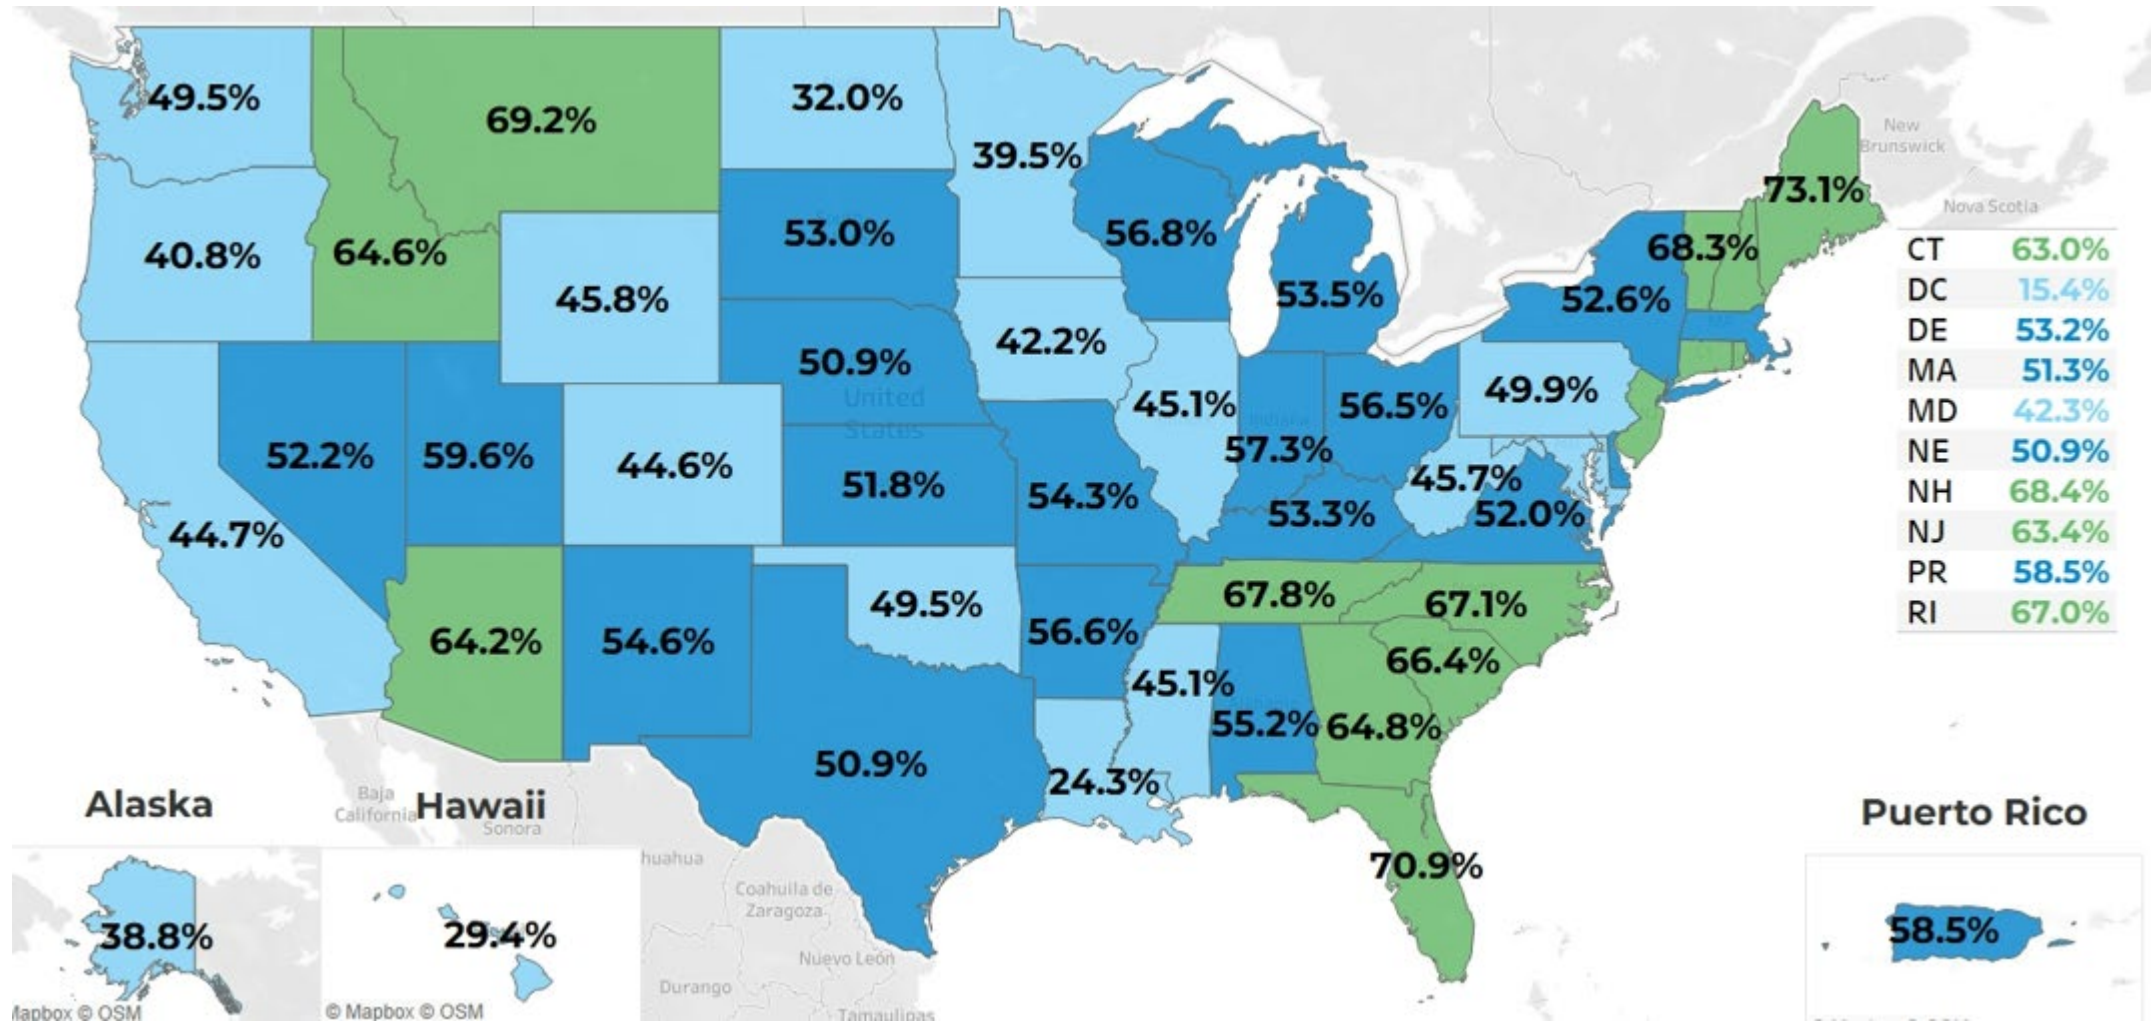 49.5%
69.2%
32.0%
39.5%
New
Brunswick
73.1%
Nova Scotia
40.8%
64.6%
45.8%
53.0%
56.8%
53.5%
68.3%
52.6%
CT 63.0%
DC 15.4%
DE 53.2%
MA 51.3%
MD 42.3%
NE 50.9%
NH 68.4%
NJ 63.4%
PR 58.5%
RI 67.0%
50.9%
United
States
42.2%
45.1%
Indiana
57.3%
56.5%
49.9%
44.7%
52.2%
59.6%
44.6%
51.8%
54.3%
53.3%
45.7%
52.0%
64.2%
54.6%
49.5%
56.6%
67.8%
67.1%
66.4%
45.1%
55.2%
64.8%
50.9%
24.3%
70.9%
Alaska
Baja
California
Hawaii
Sonora
Puerto Rico
38.8%
29.4%
58.5%
huahua
Coahuila de
Zaragoza
Nuevo León
Durango
Tamaulipas
Mapbox © OSM
© Mapbox © OSM